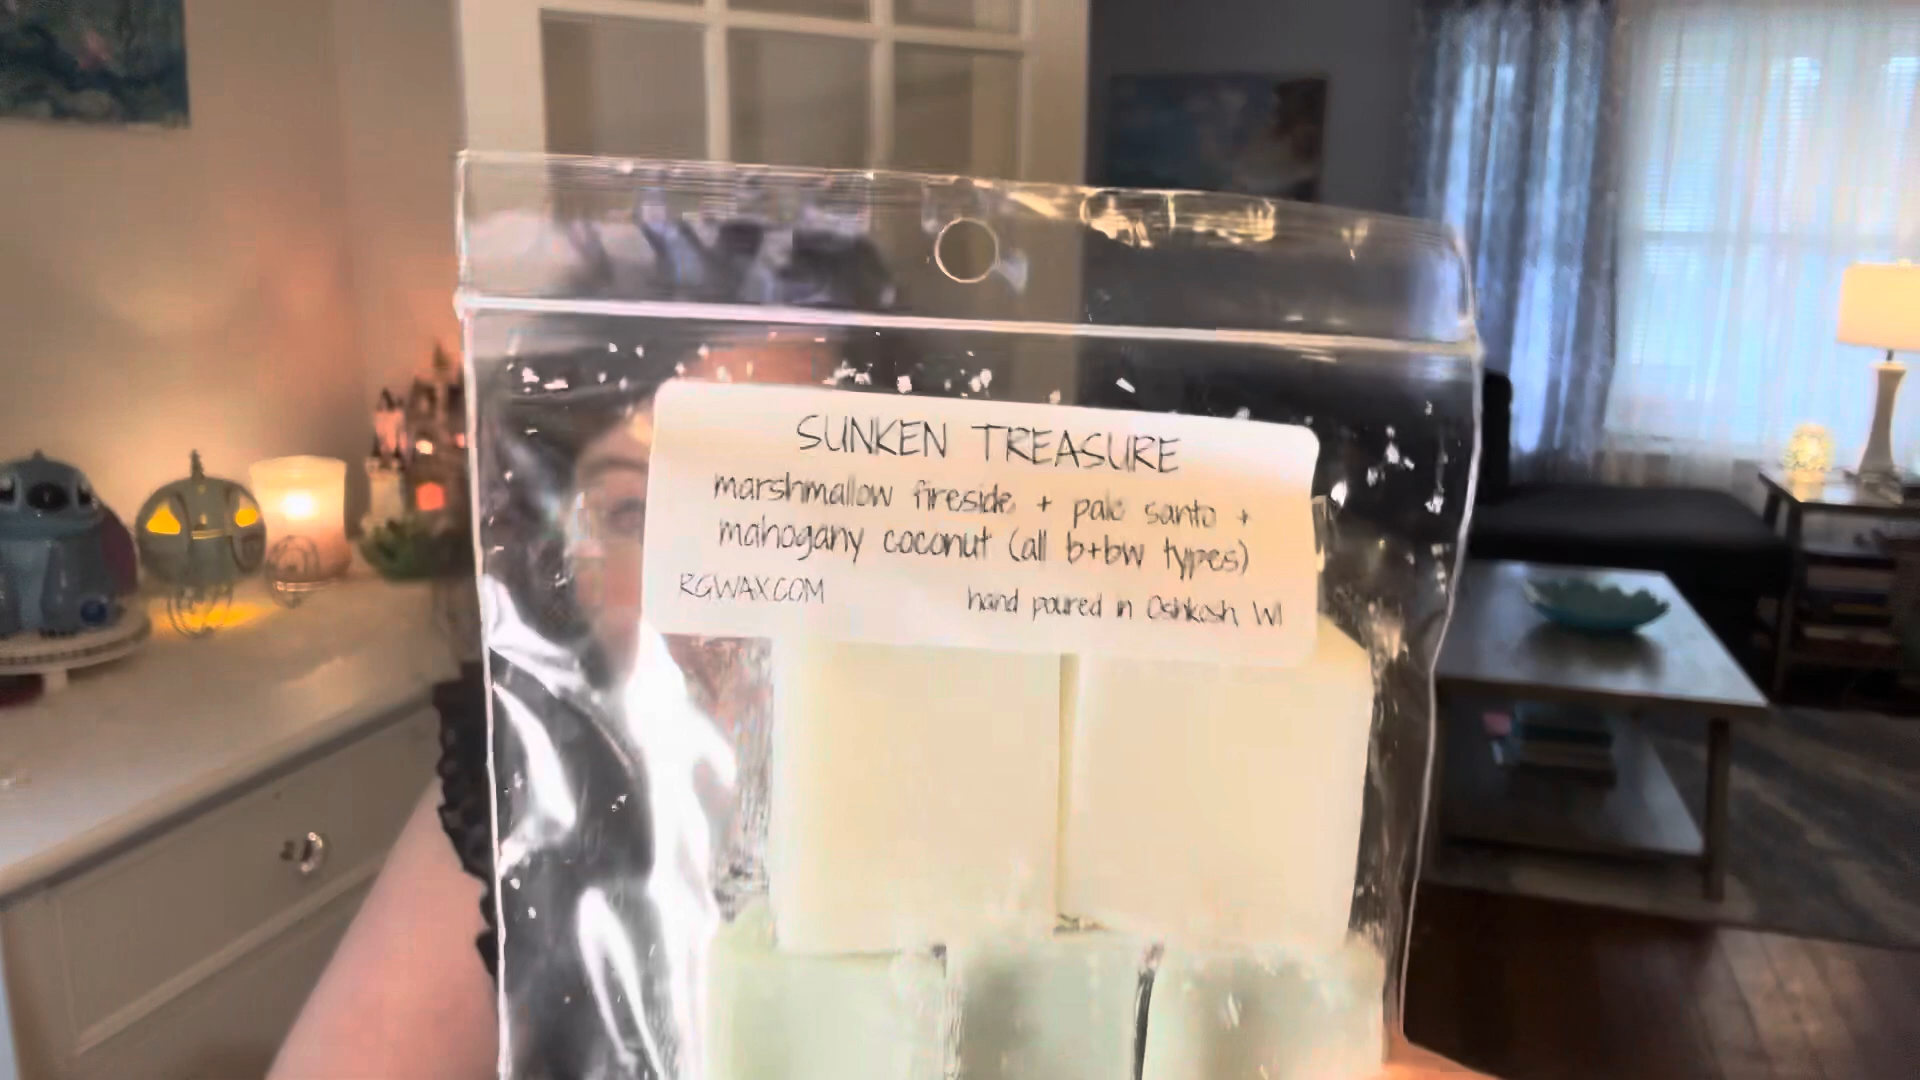 SUNKEN TREASURE
marshmallow fireside + palo santo +
mahogany coconut (all b+bw types)
RGWAX.COM
hand poured in Oshkosh WI